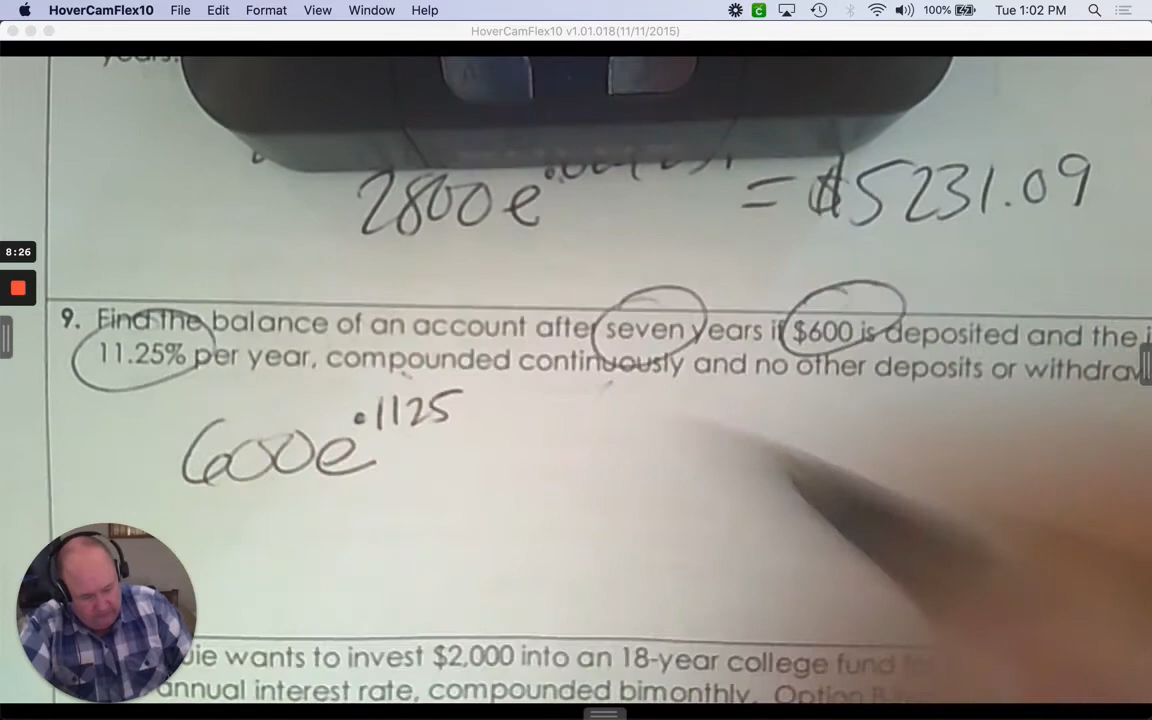 HoverCamFlex10 File Edit Format View Window Help 100% Tue 1:02 PM
HoverCamFlex10 v1.01.018(11/11/2015)
years.
2800e = $5231.09
8:26
9. Find the balance of an account after seven years if $600 is deposited and the
11.25% per year, compounded continuously and no other deposits or withdraw
600e^.1125
wants to invest $2,000 into an 18-year college fund
annual interest rate, compounded bimonthly. Option